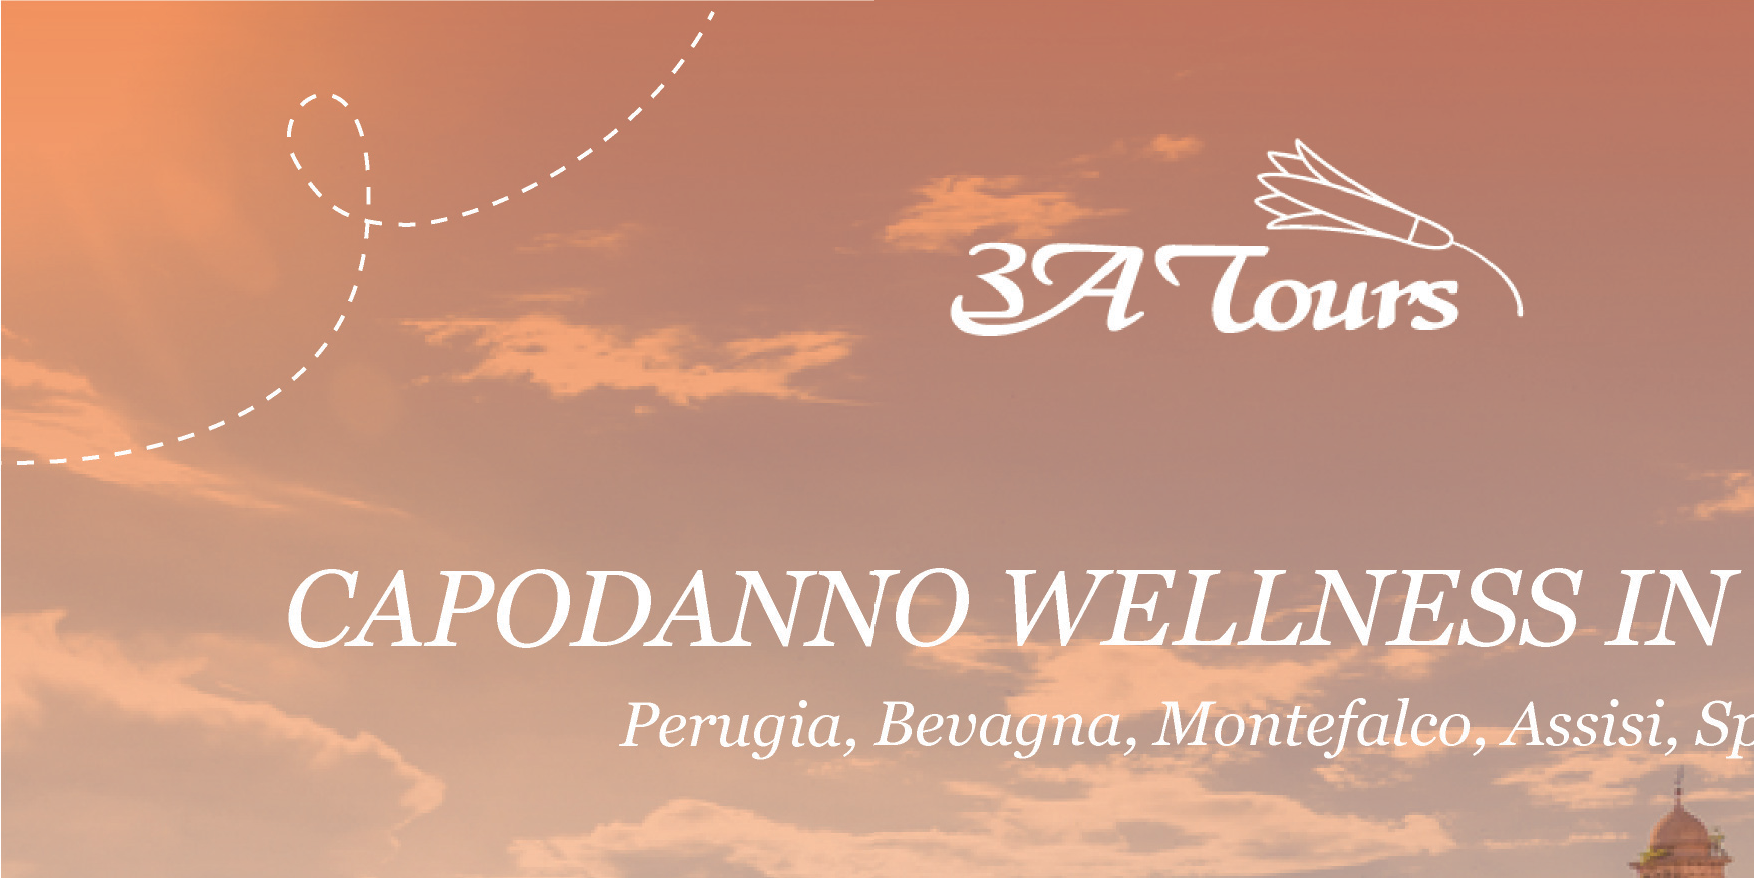 3A Tours
CAPODANNO WELLNESS IN
Perugia, Bevagna, Montefalco, Assisi,